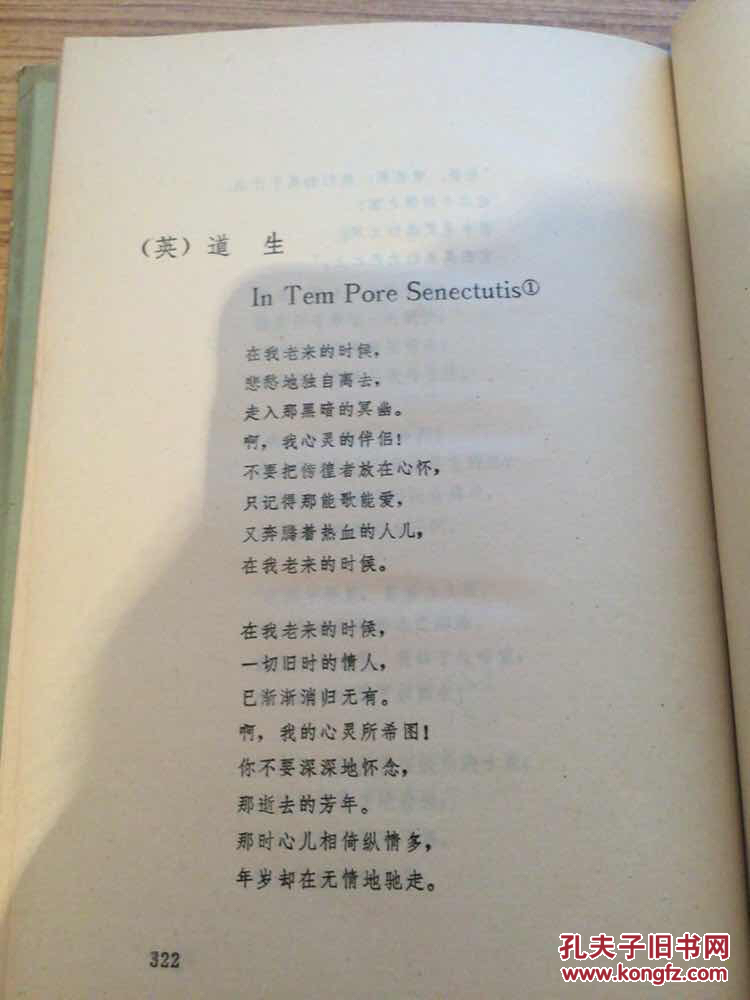 （英）道 生
In Tem Pore Senectutis①
在我老来的时候，
悲愁地独自离去，
走入那黑暗的冥幽。
啊，我心灵的伴侣！
不要把傍徨者放在心怀，
只记得那能歌能爱，
又奔腾着热血的人儿，
在我老来的时候。
在我老来的时候，
一切旧时的情人，
已渐渐消归无有。
啊，我的心灵所希图！
你不要深深地怀念，
那逝去的芳年。
那时心儿相倚纵情多，
年岁却在无情地驰走。
322
孔夫子旧书网
www.kongfz.com